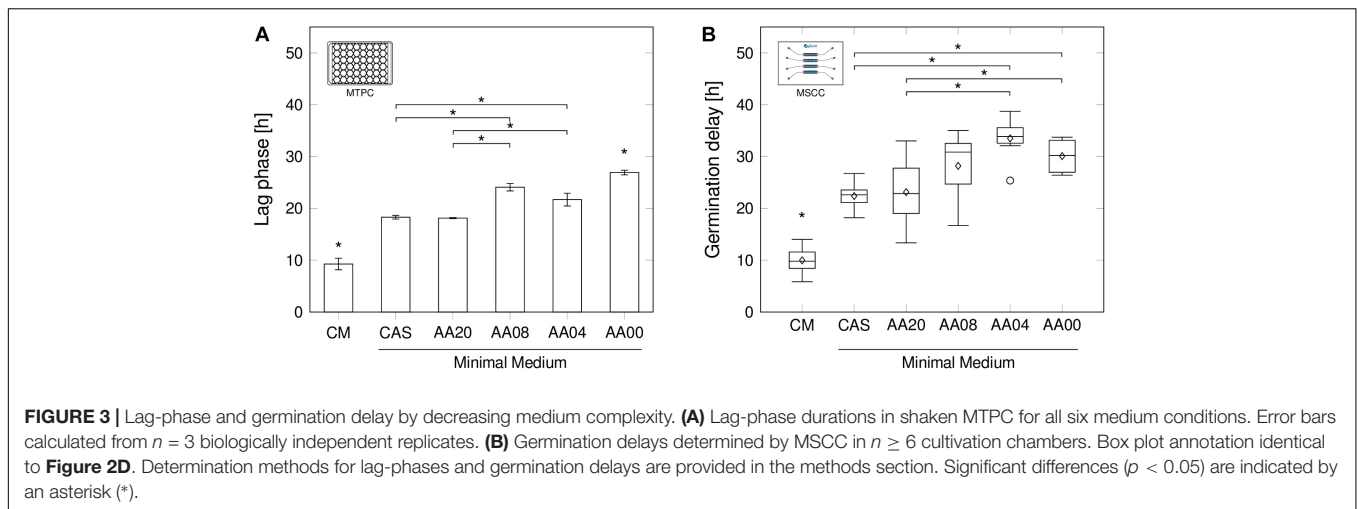 A
B
50
40
30
20
10
0
Lag phase [h]
MTPC
*
*
*
*
*
*
CM
CAS
AA20
AA08
AA04
AA00
Minimal Medium
50
40
30
20
10
0
Germination delay [h]
MSCC
*
*
*
*
*
CM
CAS
AA20
AA08
AA04
AA00
Minimal Medium
FIGURE 3 | Lag-phase and germination delay by decreasing medium complexity. (A) Lag-phase durations in shaken MTPC for all six medium conditions. Error bars
calculated from n = 3 biologically independent replicates. (B) Germination delays determined by MSCC in n ≥ 6 cultivation chambers. Box plot annotation identical
to Figure 2D. Determination methods for lag-phases and germination delays are provided in the methods section. Significant differences (p < 0.05) are indicated by
an asterisk (*).